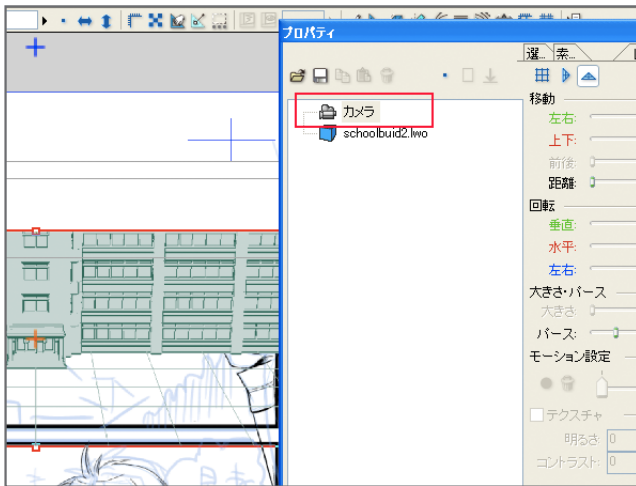 プロパティ
選... 素...
カメラ
schoolbuid2.lwo
移動
左右:
上下:
前後:
距離:
回転
垂直:
水平:
左右:
大きさ・パース
大きさ:
パース:
モーション設定
テクスチャ
明るさ: 0
コントラスト: 0